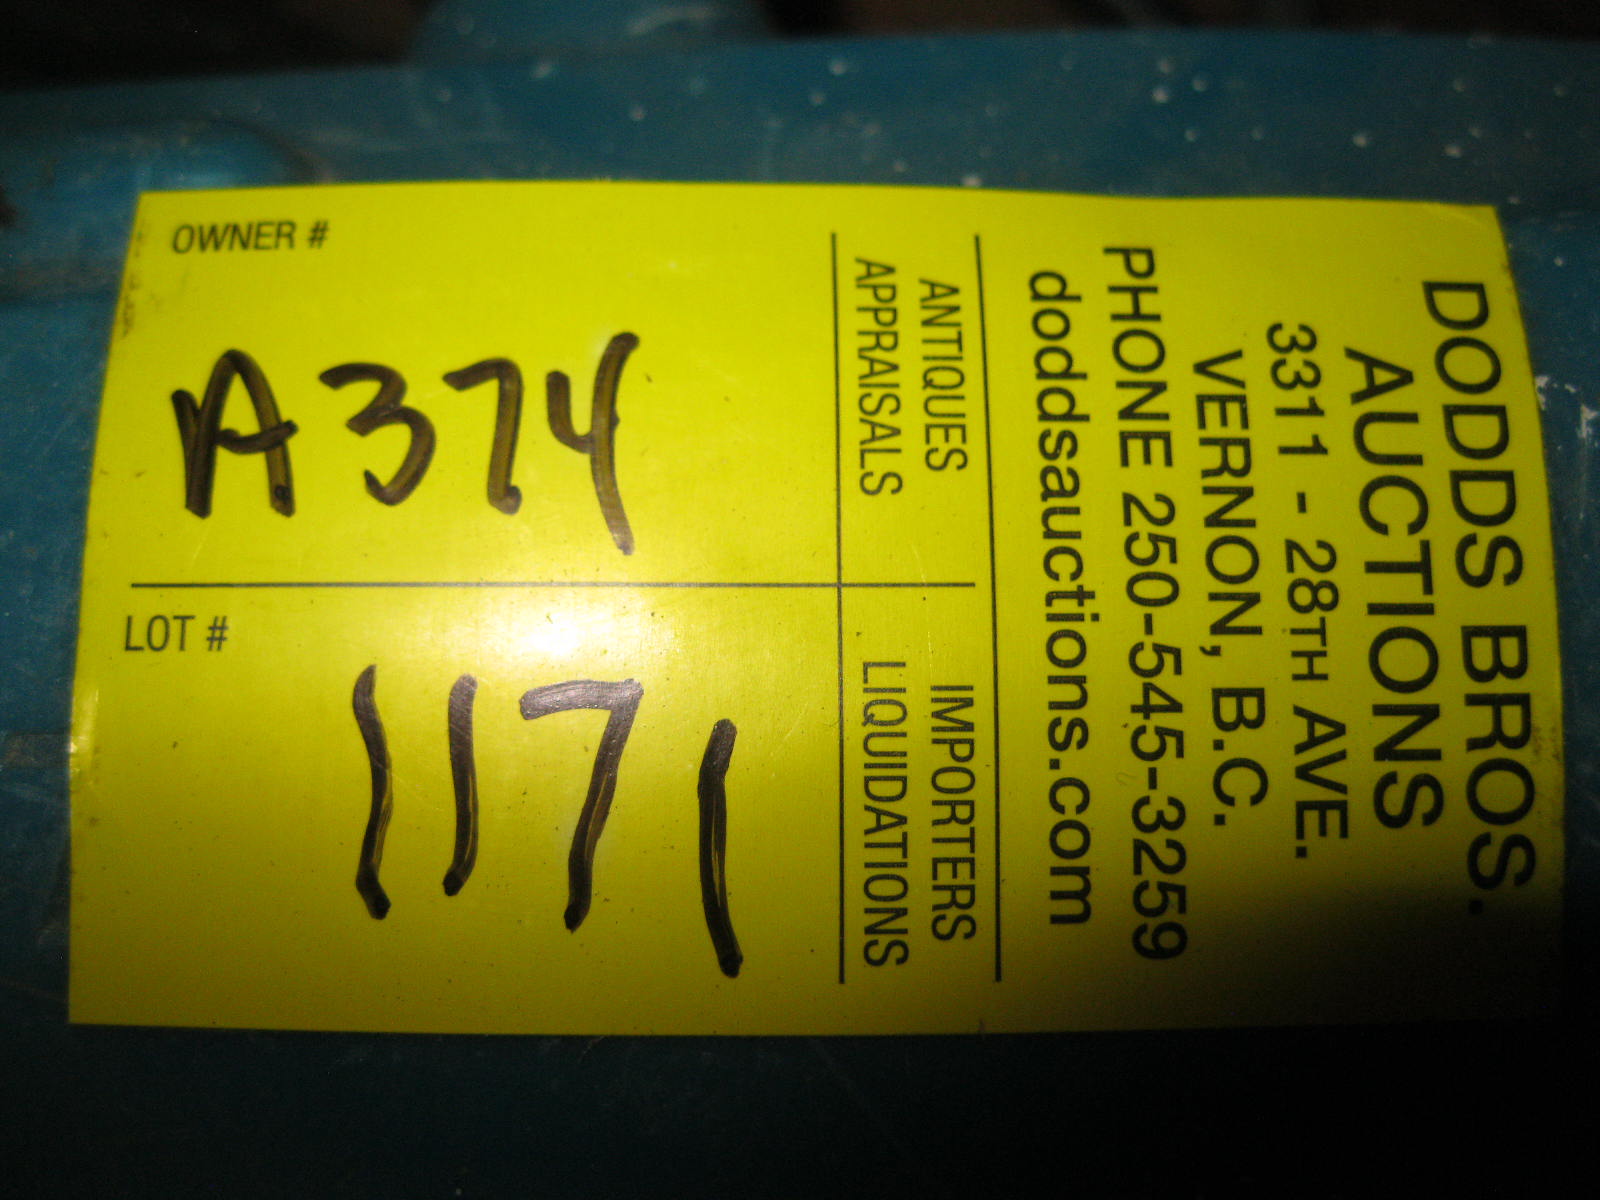 OWNER #
A374
LOT #
1171
DODDS BROS.
AUCTIONS
3311 - 28TH AVE.
VERNON, B.C.
PHONE 250-545-3259
doddsauctions.com
ANTIQUES
APPRAISALS
IMPORTERS
LIQUIDATIONS